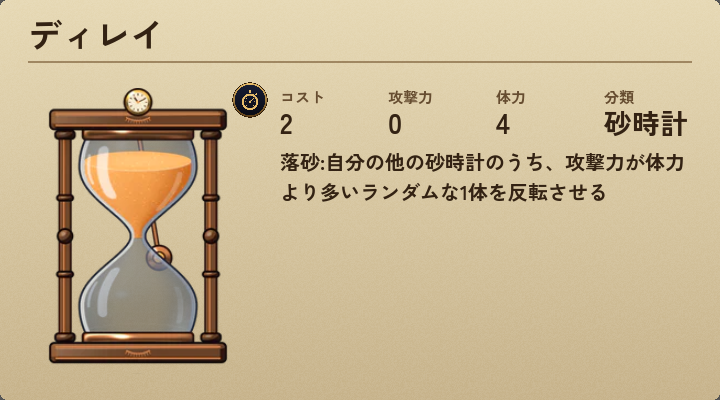 ディレイ
コスト 攻撃力 体力 分類
2 0 4 砂時計
落砂:自分の他の砂時計のうち、攻撃力が体力
より多いランダムな1体を反転させる